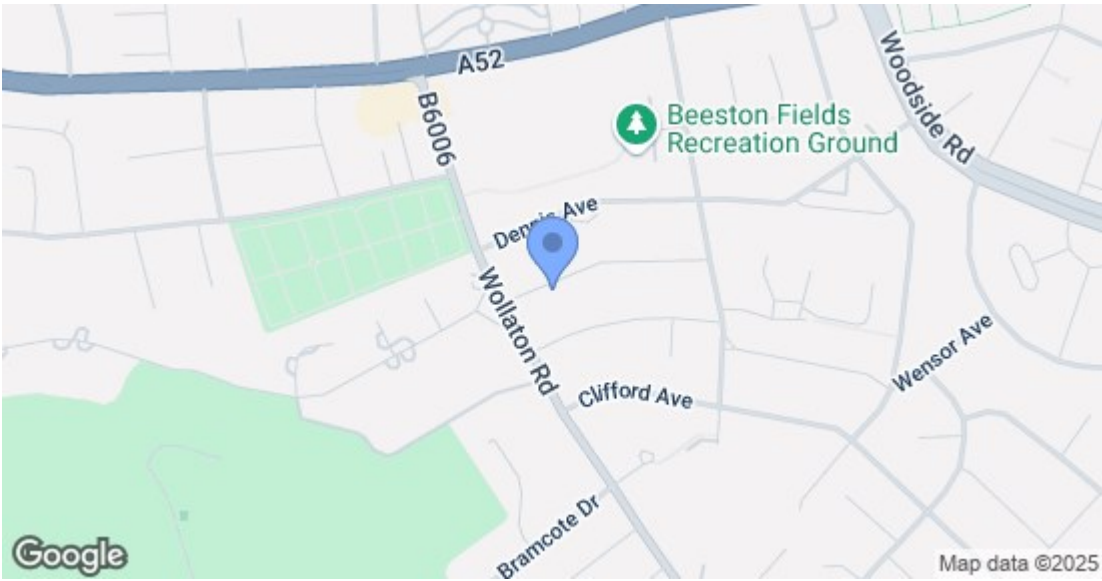 A52
B6006
Woodside Rd
Beeston Fields
Recreation Ground
Dennis Ave
Wollaton Rd
Wensor Ave
Clifford Ave
Bramcote Dr
Google
Map data ©2025